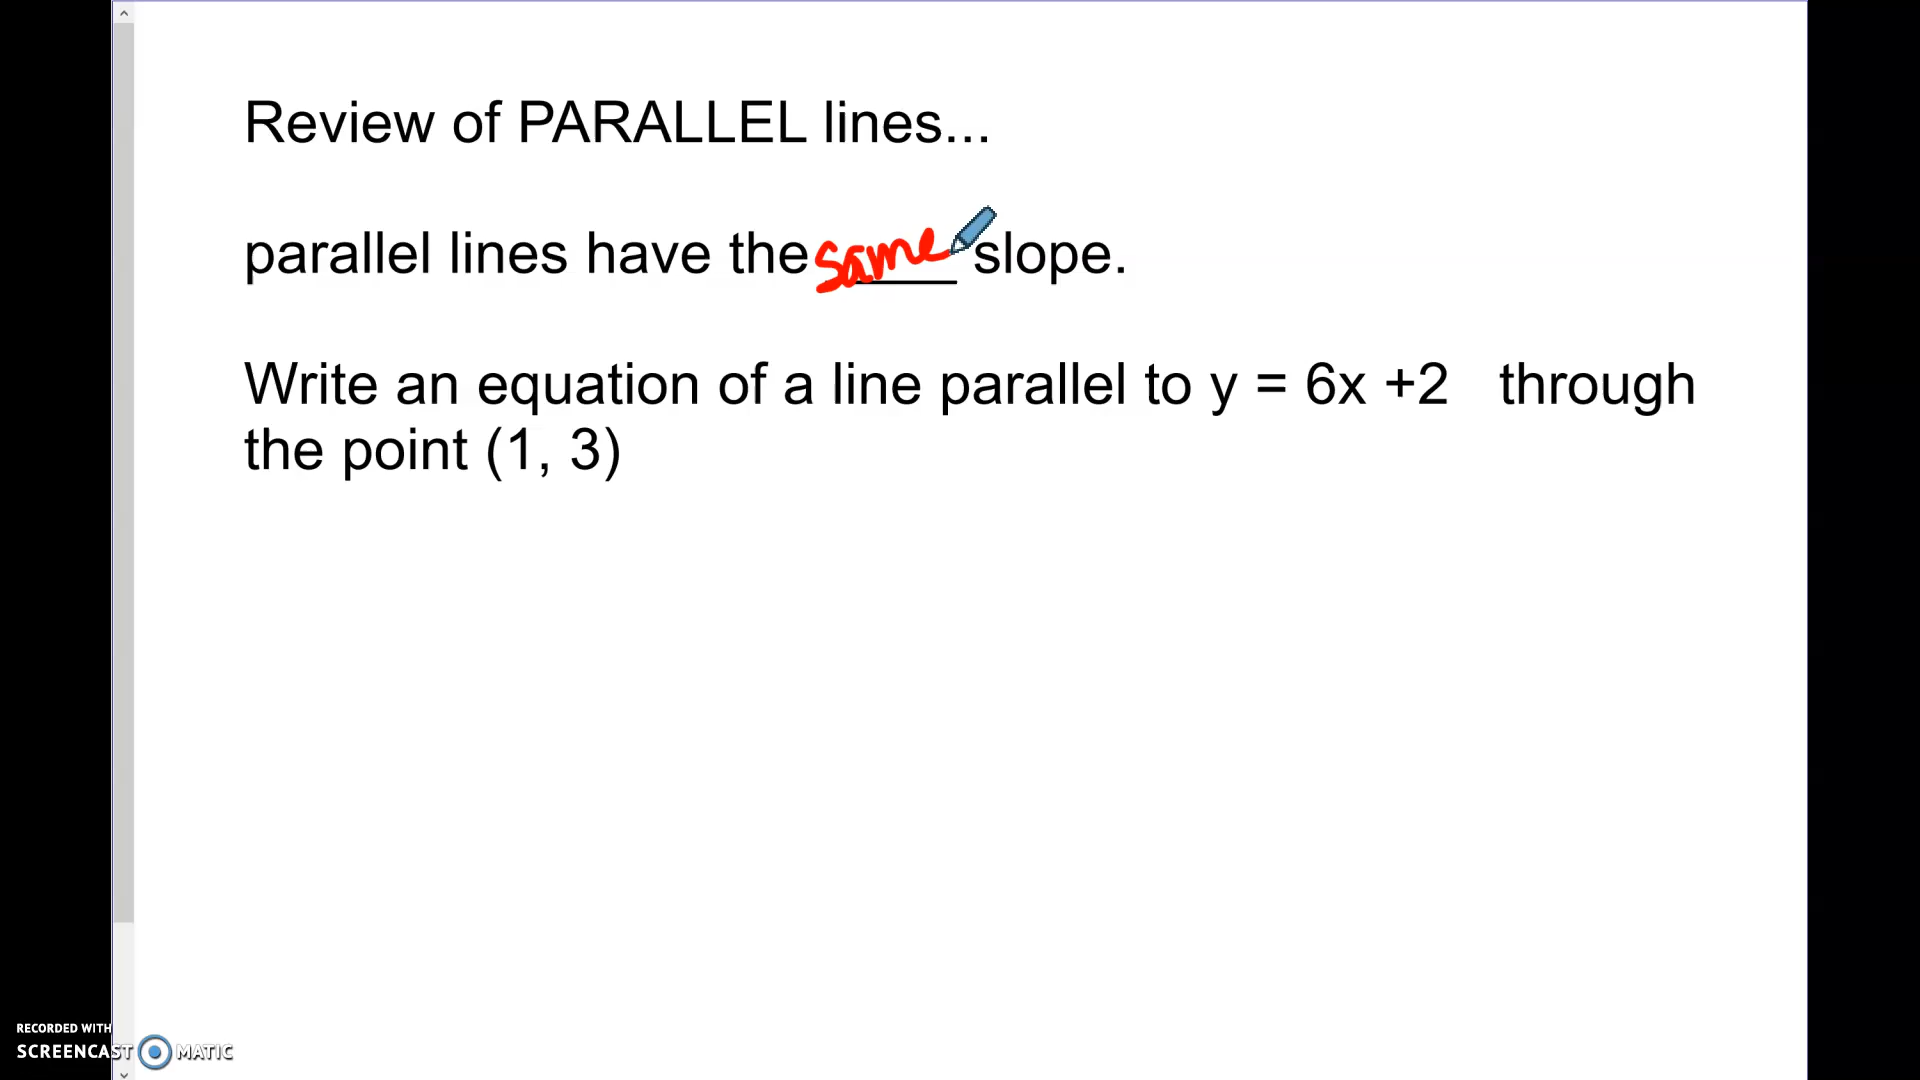 Review of PARALLEL lines...
parallel lines have the same slope.
Write an equation of a line parallel to y = 6x +2 through
the point (1, 3)
RECORDED WITH
SCREENCAST MATIC